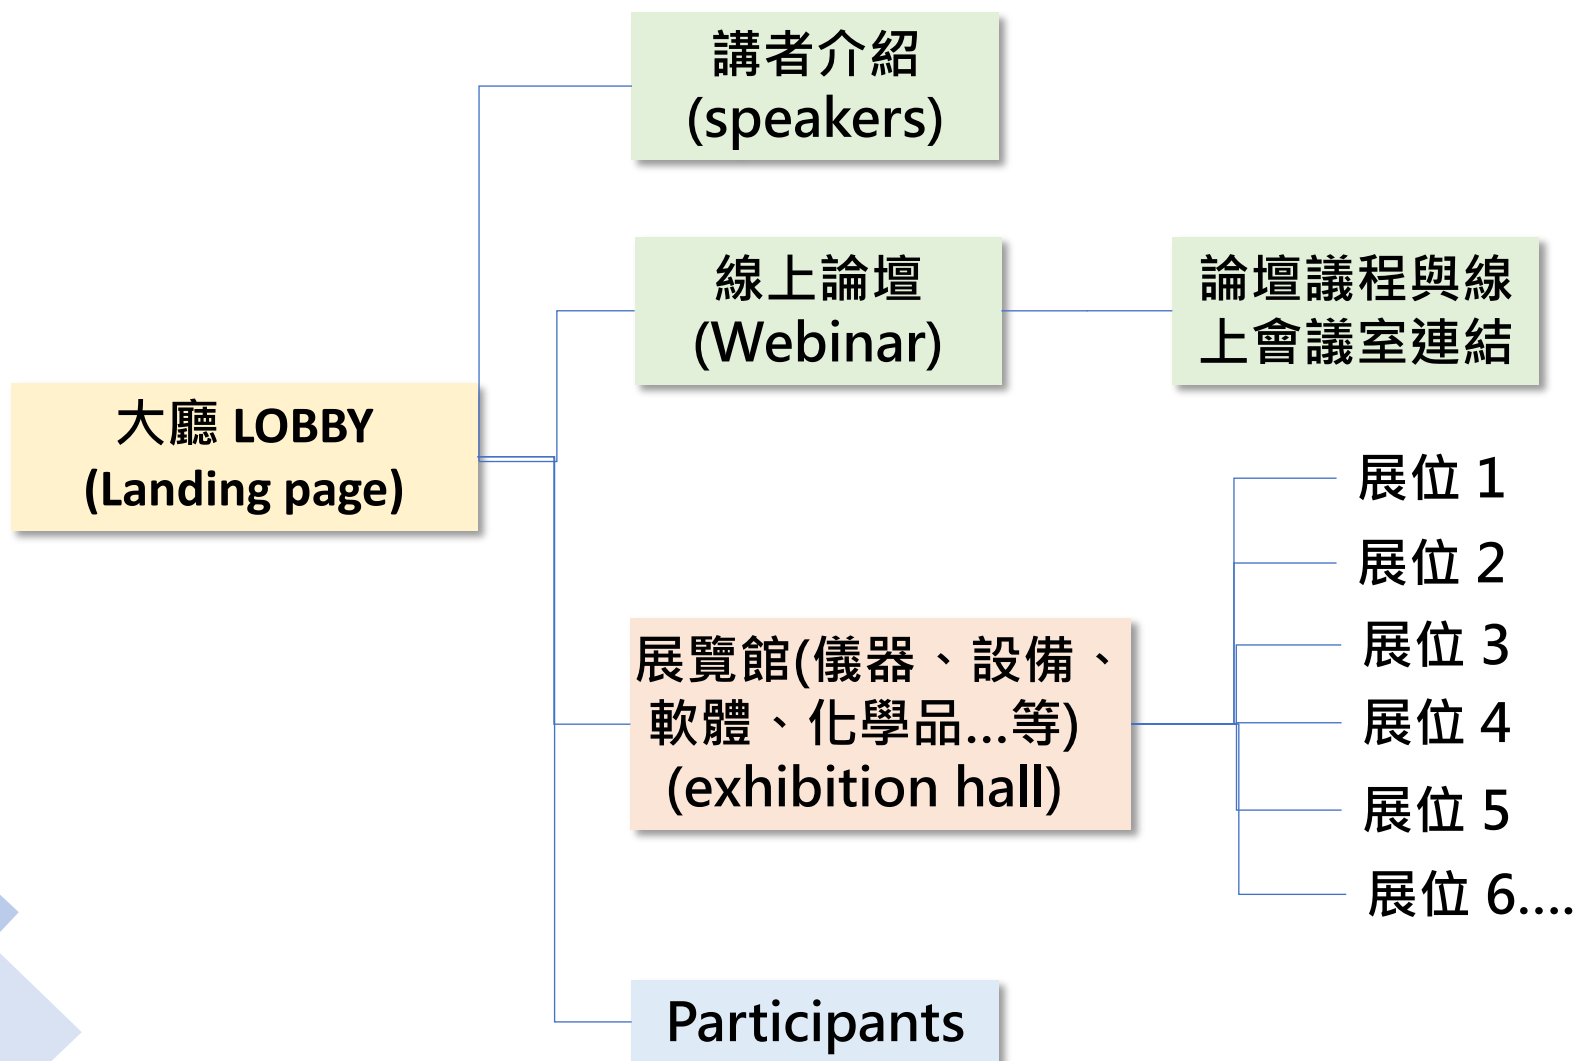 講者介紹
(speakers)
線上論壇
(Webinar)
論壇議程與線
上會議室連結
大廳 LOBBY
(Landing page)
展覽館(儀器、設備、
軟體、化學品...等)
(exhibition hall)
展位 1
展位 2
展位 3
展位 4
展位 5
展位 6....
Participants